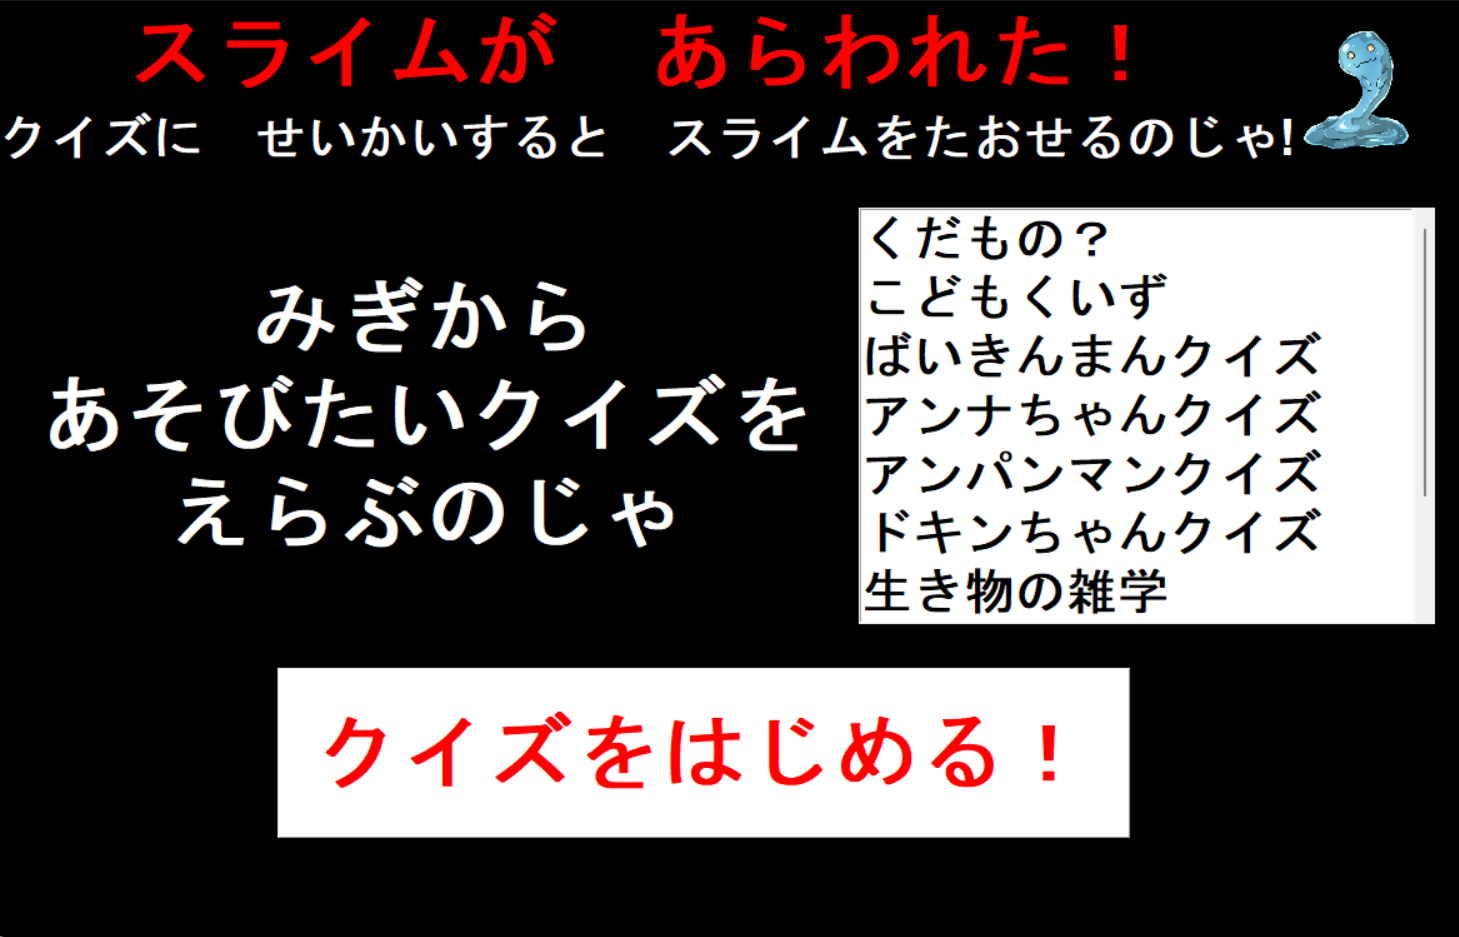 スライムが　あらわれた！
クイズに　せいかいすると　スライムをたおせるのじゃ!
みぎから
あそびたいクイズを
えらぶのじゃ
くだもの？
こどもくいず
ばいきんまんクイズ
アンナちゃんクイズ
アンパンマンクイズ
ドキンちゃんクイズ
生き物の雑学
クイズをはじめる！